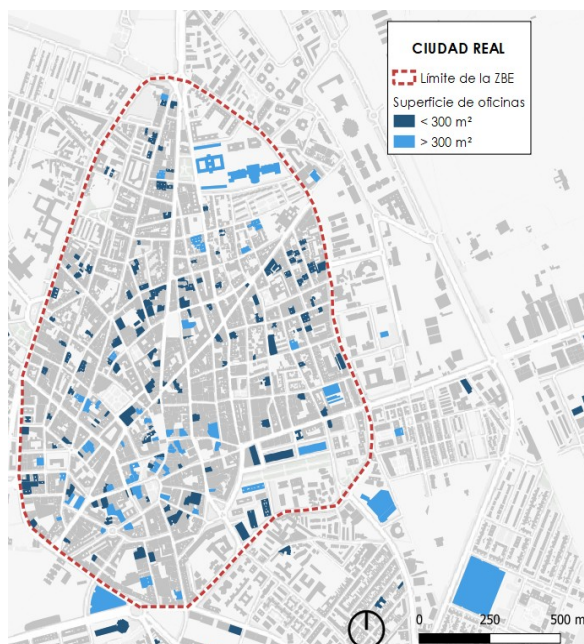 CIUDAD REAL
Límite de la ZBE
Superficie de oficinas
< 300 m²
> 300 m²
0 250 500 m